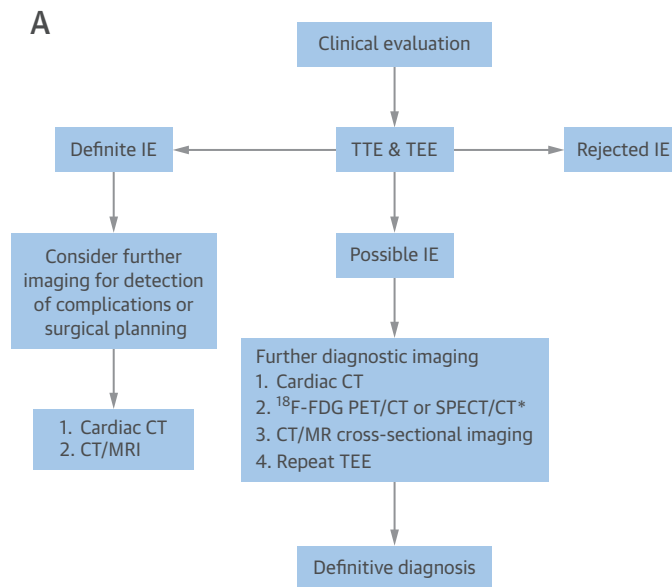 A
Clinical evaluation
Definite IE
TTE & TEE
Rejected IE
Consider further
imaging for detection
of complications or
surgical planning
Possible IE
Further diagnostic imaging
1. Cardiac CT
2. ¹⁸F-FDG PET/CT or SPECT/CT*
3. CT/MR cross-sectional imaging
4. Repeat TEE
1. Cardiac CT
2. CT/MRI
Definitive diagnosis